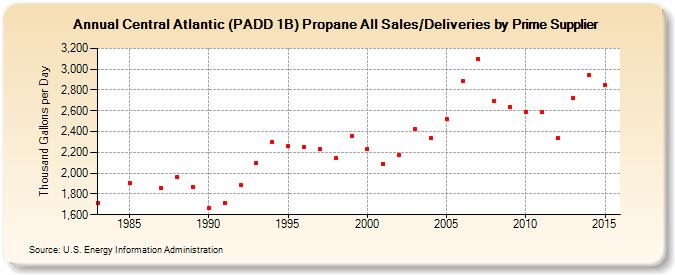 Annual Central Atlantic (PADD 1B) Propane All Sales/Deliveries by Prime Supplier
Thousand Gallons per Day
3,200
3,000
2,800
2,600
2,400
2,200
2,000
1,800
1,600
1985 1990 1995 2000 2005 2010 2015
Source: U.S. Energy Information Administration